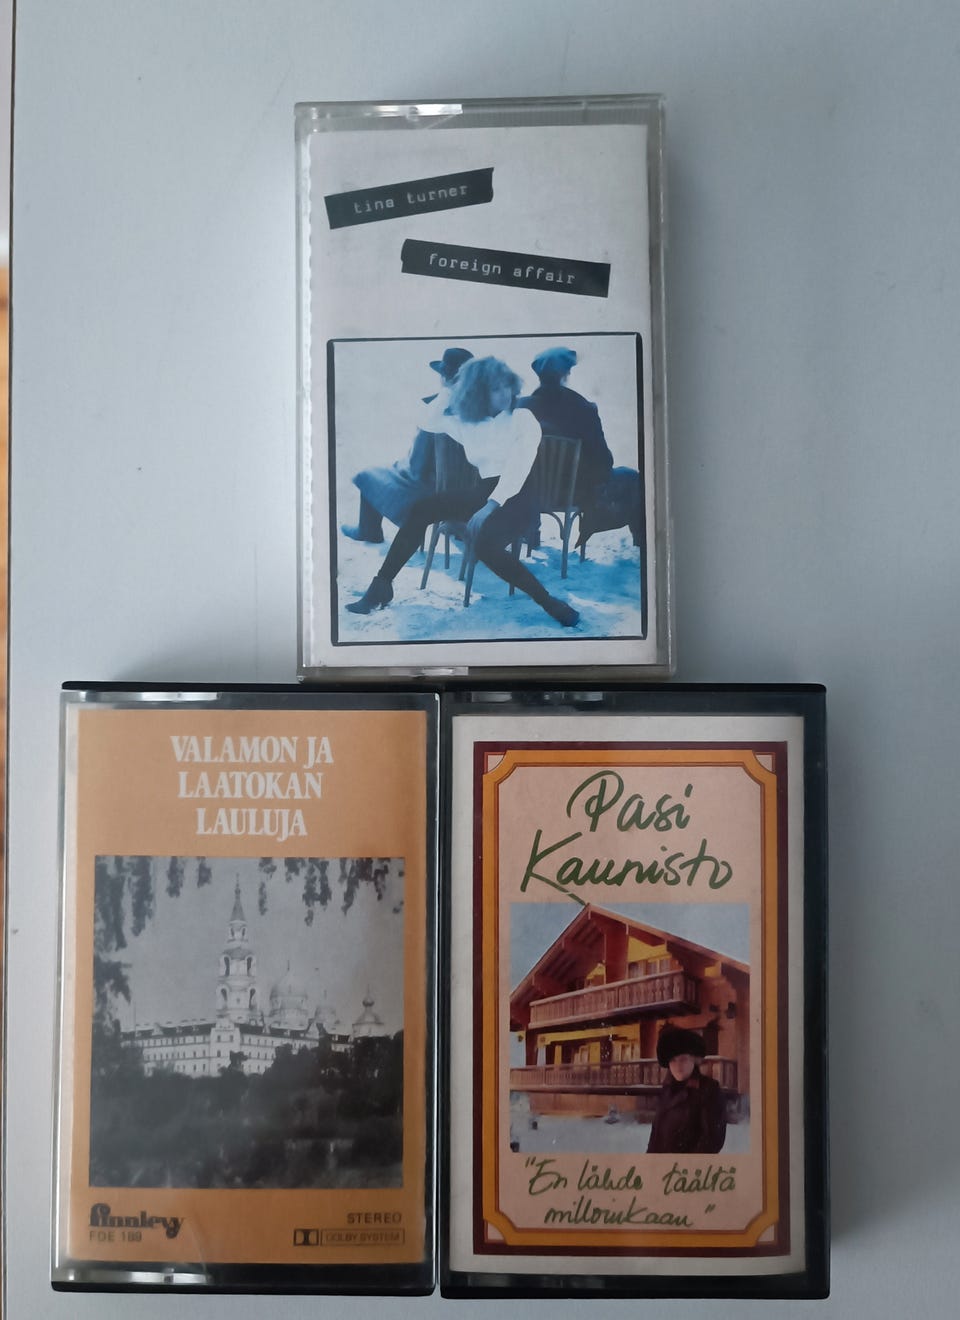 tina turner
foreign affair
VALAMON JA
LAATOKAN
LAULUJA
finnlevy
FDE 189
STEREO
DOLBY SYSTEM
Pasi
Kaunisto
"En lähde täältä
milloinkaan"